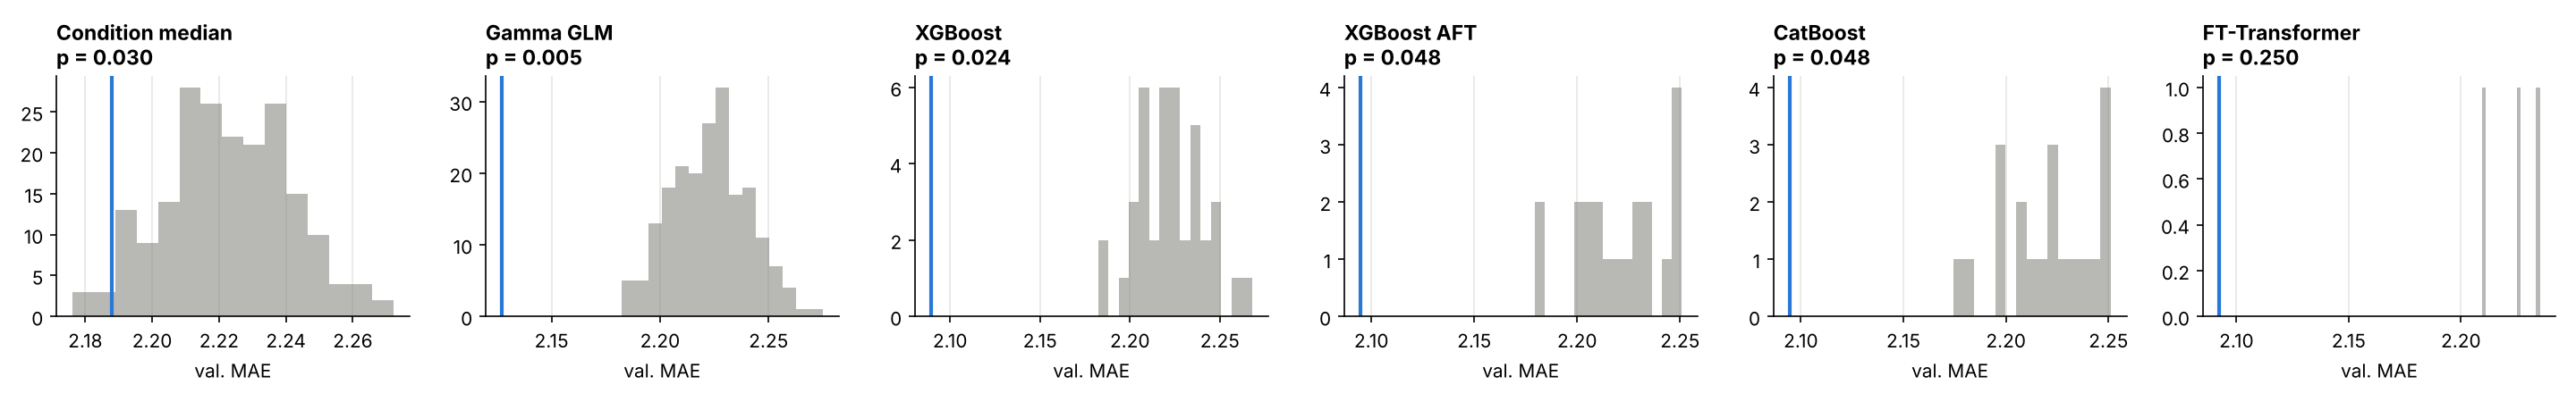 Condition median
p = 0.030
25
20
15
10
5
0
2.18 2.20 2.22 2.24 2.26
val. MAE
Gamma GLM
p = 0.005
30
20
10
0
2.15 2.20 2.25
val. MAE
XGBoost
p = 0.024
6
4
2
0
2.10 2.15 2.20 2.25
val. MAE
XGBoost AFT
p = 0.048
4
3
2
1
0
2.10 2.15 2.20 2.25
val. MAE
CatBoost
p = 0.048
4
3
2
1
0
2.10 2.15 2.20 2.25
val. MAE
FT-Transformer
p = 0.250
1.0
0.8
0.6
0.4
0.2
0.0
2.10 2.15 2.20
val. MAE